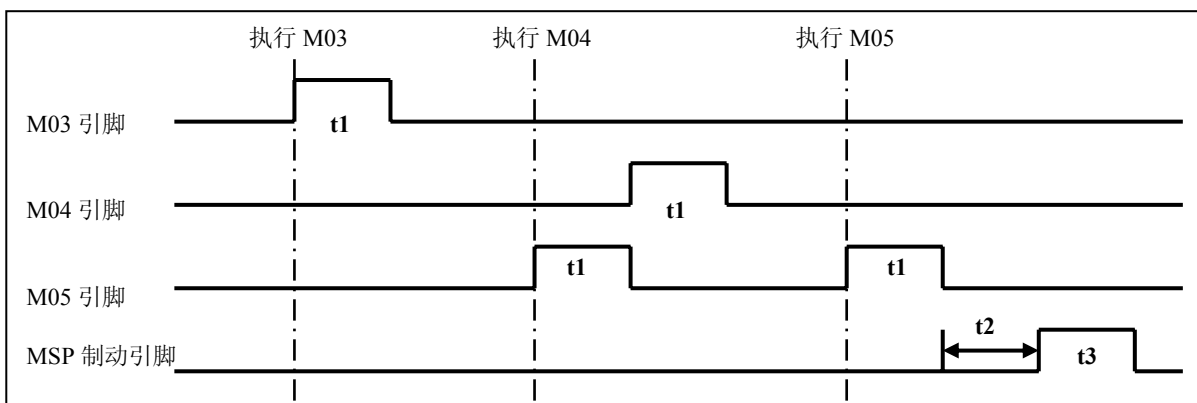 执行 M03 执行 M04 执行 M05
M03 引脚 t1
M04 引脚 t1
M05 引脚 t1 t1
t2
MSP 制动引脚 t3